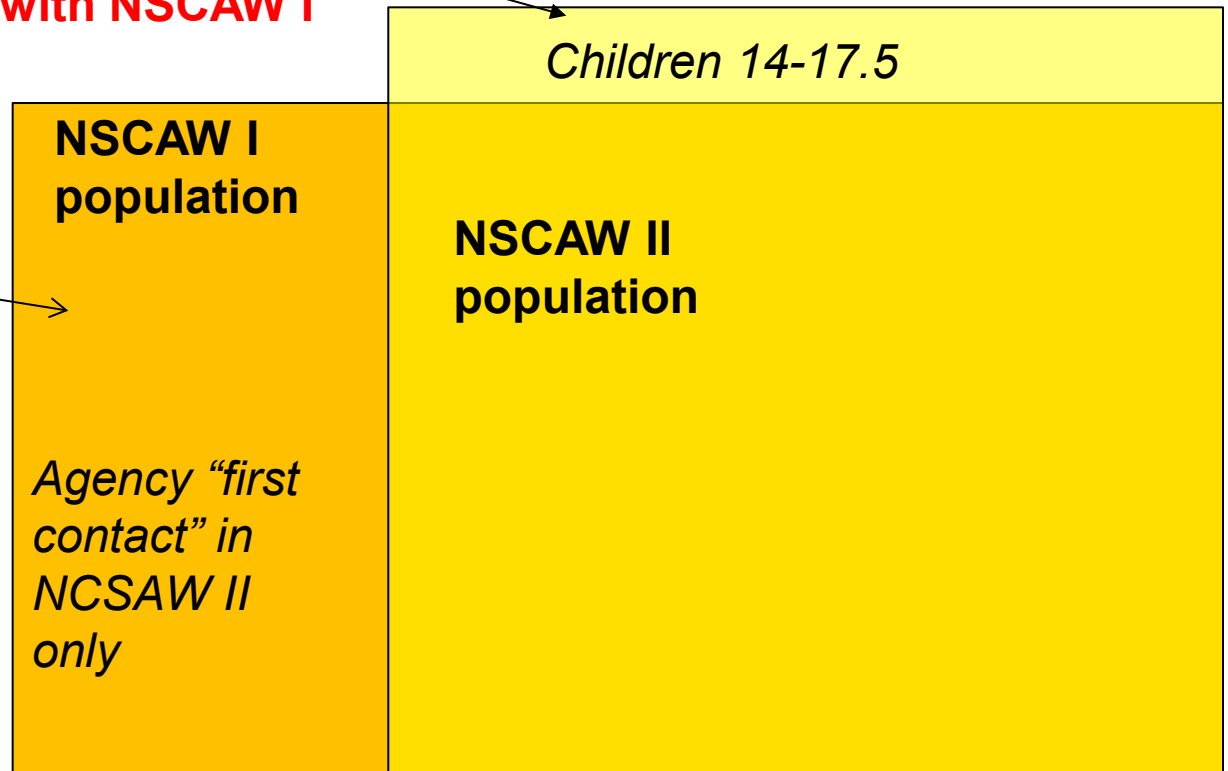 with NSCAW I
Children 14-17.5
NSCAW I
population
NSCAW II
population
Agency “first
contact” in
NCSAW II
only